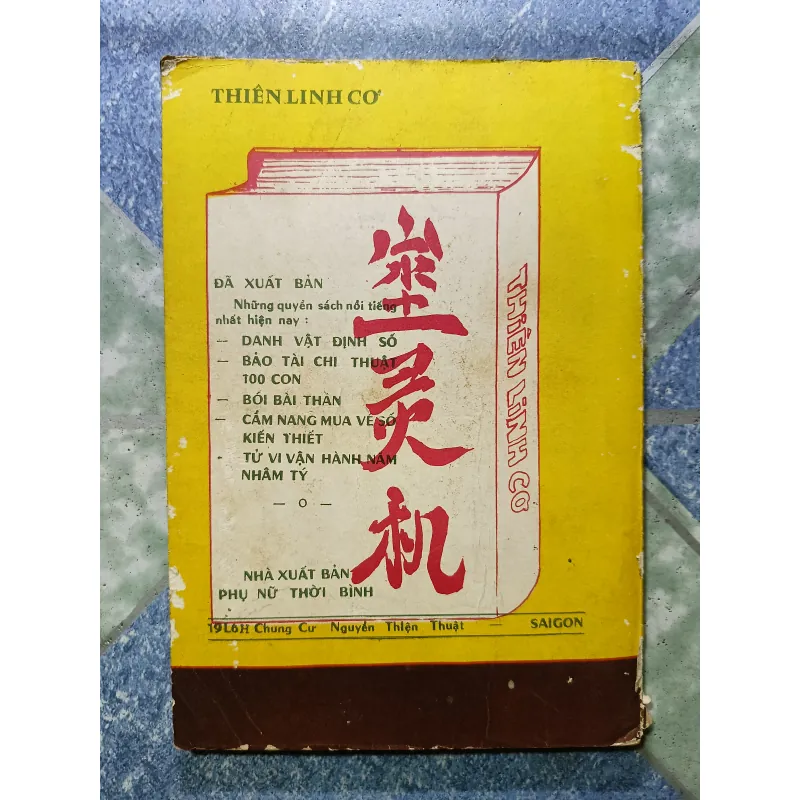 THIÊN LINH CƠ
ĐÃ XUẤT BẢN
Những quyển sách nổi tiếng
nhất hiện nay :
— DANH VẬT ĐỊNH SỐ
— BẢO TÀI CHI THUẬT
100 CON
— BÓI BÀI THẦN
— CẨM NANG MUA VÉ SỐ
KIẾN THIẾT
- TỬ VI VẬN HÀNH NĂM
NHÂM TÝ
— O —
NHÀ XUẤT BẢN
PHỤ NỮ THỜI BÌNH
19L6H Chung Cư Nguyễn Thiện Thuật — SAIGON
灵机
THIÊN LINH CƠ